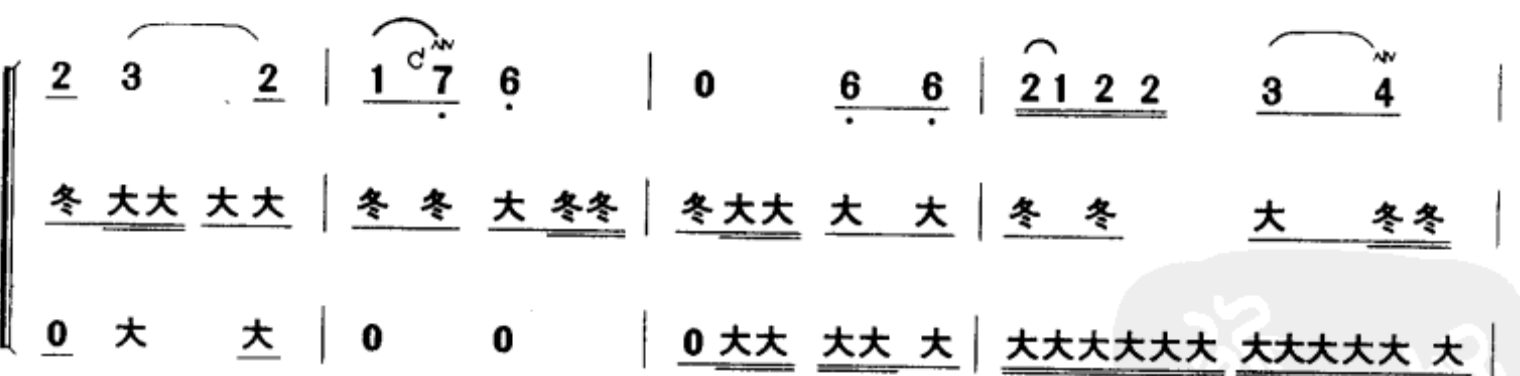 2 3 2 | 1 7 6 | 0 6 6 | 2 1 2 2 3 4 |
冬 大大 大 大 | 冬 冬 大 冬冬 | 冬大大 大 大 | 冬 冬 大 冬冬 |
0 大 大 | 0 0 | 0 大大 大大 大 | 大大大大大大 大大大大大 大 |